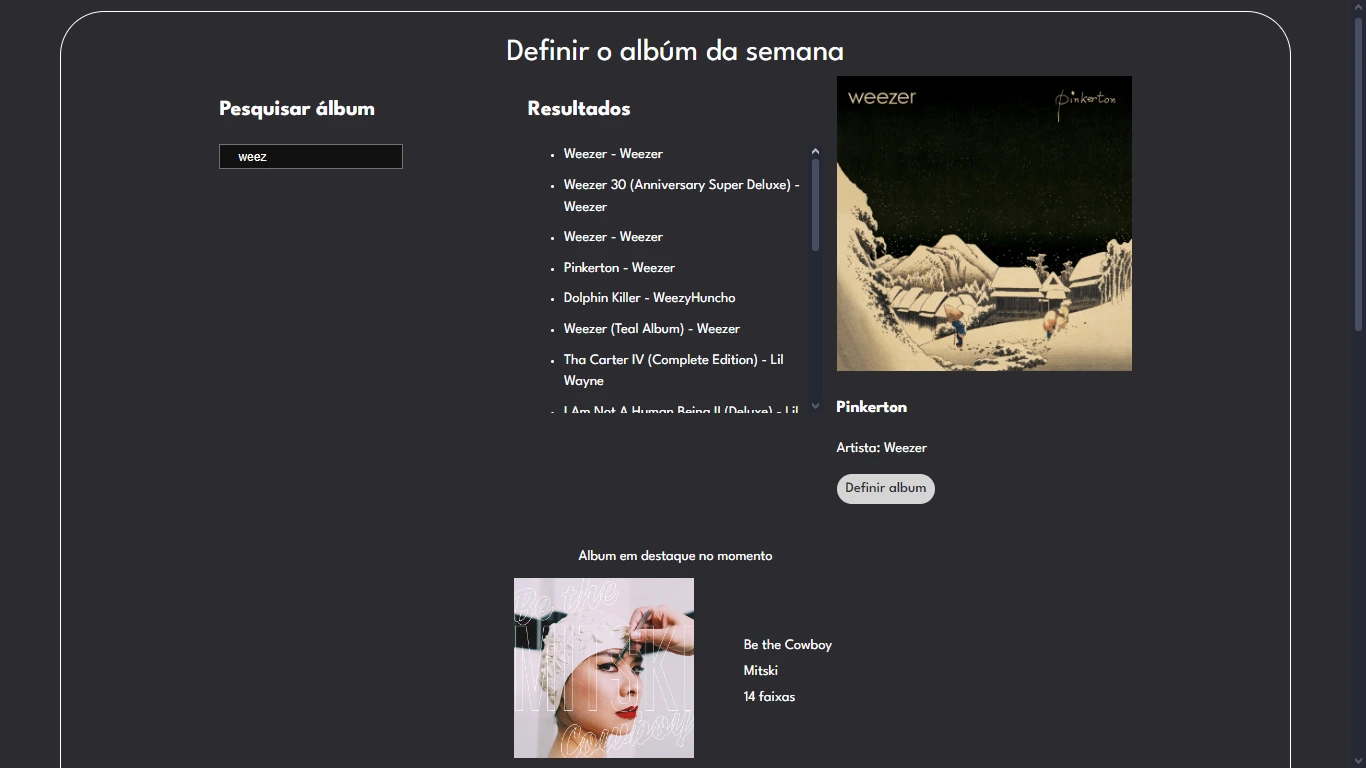 Definir o albúm da semana
Pesquisar álbum
weez
Resultados
Weezer - Weezer
Weezer 30 (Anniversary Super Deluxe) -
Weezer
Weezer - Weezer
Pinkerton - Weezer
Dolphin Killer - WeezyHuncho
Weezer (Teal Album) - Weezer
Tha Carter IV (Complete Edition) - Lil
Wayne
I Am Not A Human Being II (Deluxe) - Lil
weezer
pinkerton
Pinkerton
Artista: Weezer
Definir album
Album em destaque no momento
Be the
MITSKI
Cowboy
Be the Cowboy
Mitski
14 faixas